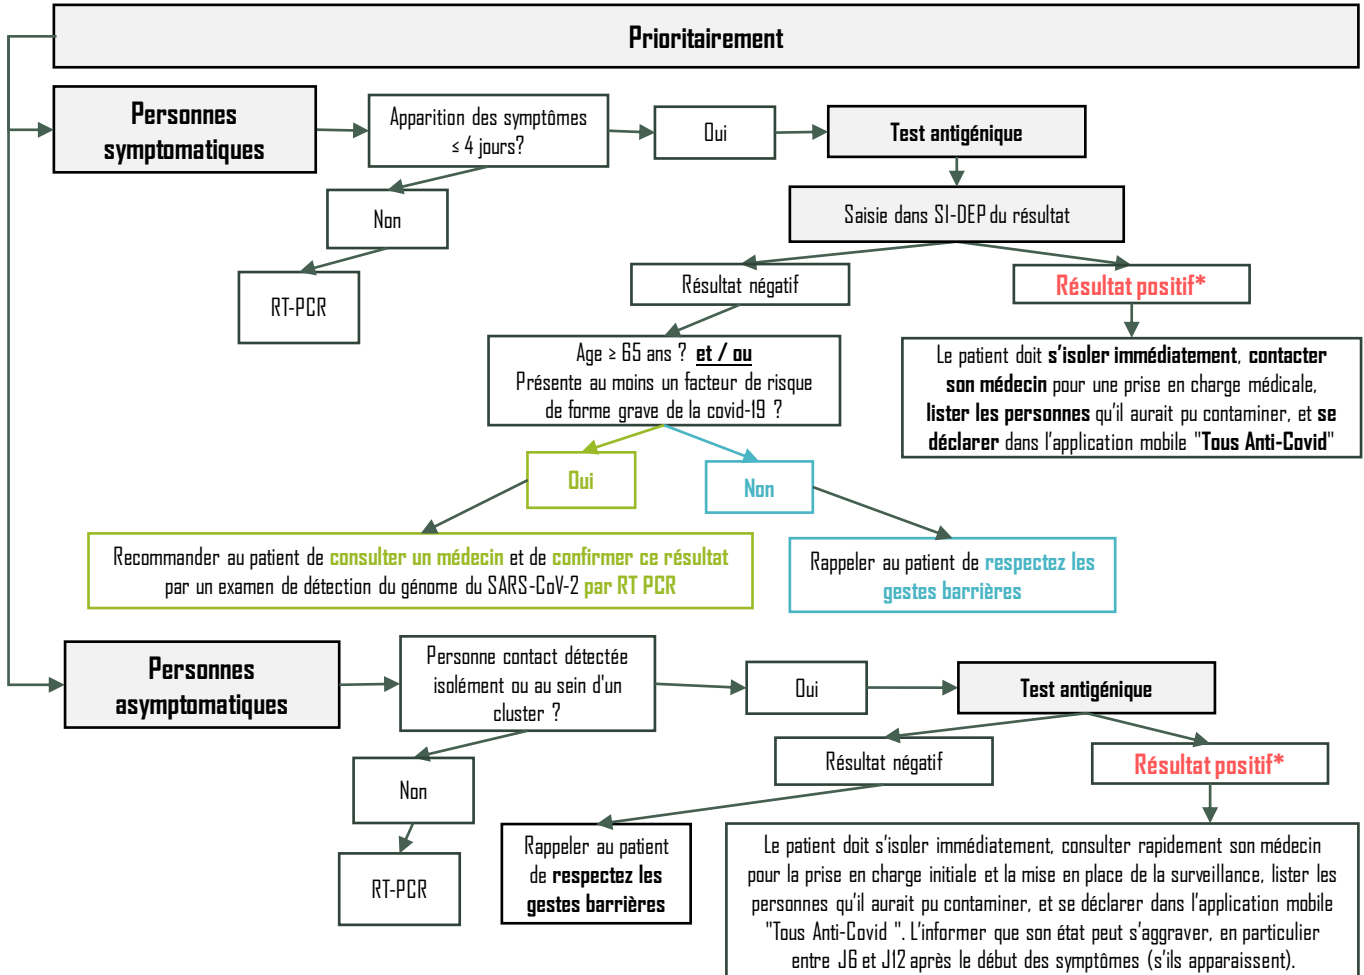 Prioritairement
Personnes
symptomatiques
Apparition des symptômes
≤ 4 jours?
Oui
Test antigénique
Non
RT-PCR
Saisie dans SI-DEP du résultat
Résultat négatif
Résultat positif*
Age ≥ 65 ans ? et / ou
Présente au moins un facteur de risque
de forme grave de la covid-19 ?
Le patient doit s'isoler immédiatement, contacter
son médecin pour une prise en charge médicale,
lister les personnes qu'il aurait pu contaminer, et se
déclarer dans l'application mobile "Tous Anti-Covid"
Oui
Non
Recommander au patient de consulter un médecin et de confirmer ce résultat
par un examen de détection du génome du SARS-CoV-2 par RT PCR
Rappeler au patient de respectez les
gestes barrières
Personnes
asymptomatiques
Personne contact détectée
isolément ou au sein d'un
cluster ?
Oui
Test antigénique
Non
RT-PCR
Résultat négatif
Résultat positif*
Rappeler au patient
de respectez les
gestes barrières
Le patient doit s'isoler immédiatement, consulter rapidement son médecin
pour la prise en charge initiale et la mise en place de la surveillance, lister les
personnes qu'il aurait pu contaminer, et se déclarer dans l'application mobile
"Tous Anti-Covid ". L'informer que son état peut s'aggraver, en particulier
entre J6 et J12 après le début des symptômes (s'ils apparaissent).